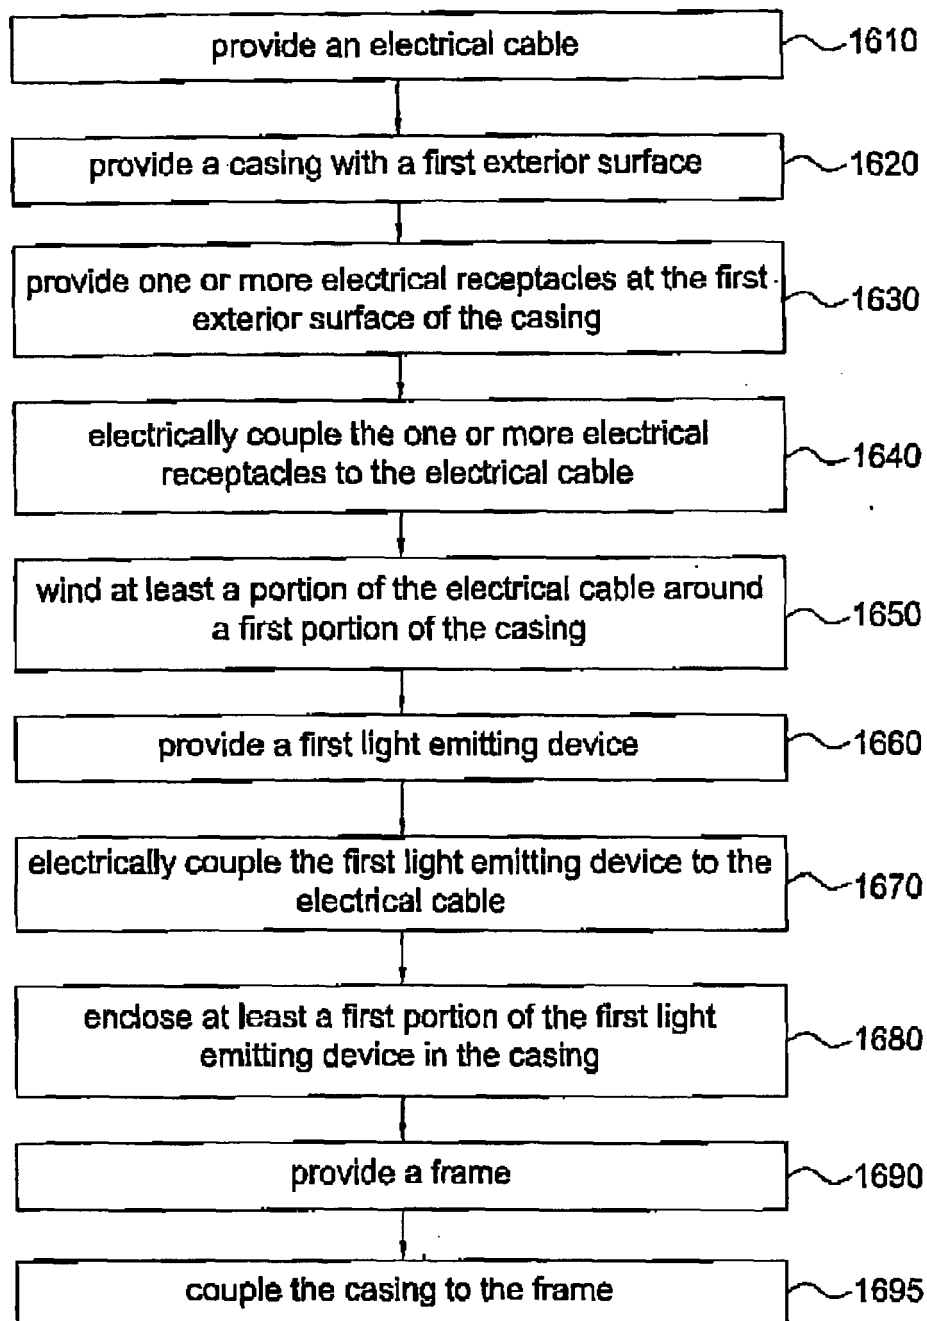 provide an electrical cable
1610
provide a casing with a first exterior surface
1620
provide one or more electrical receptacles at the first
exterior surface of the casing
1630
electrically couple the one or more electrical
receptacles to the electrical cable
1640
wind at least a portion of the electrical cable around
a first portion of the casing
1650
provide a first light emitting device
1660
electrically couple the first light emitting device to the
electrical cable
1670
enclose at least a first portion of the first light
emitting device in the casing
1680
provide a frame
1690
couple the casing to the frame
1695